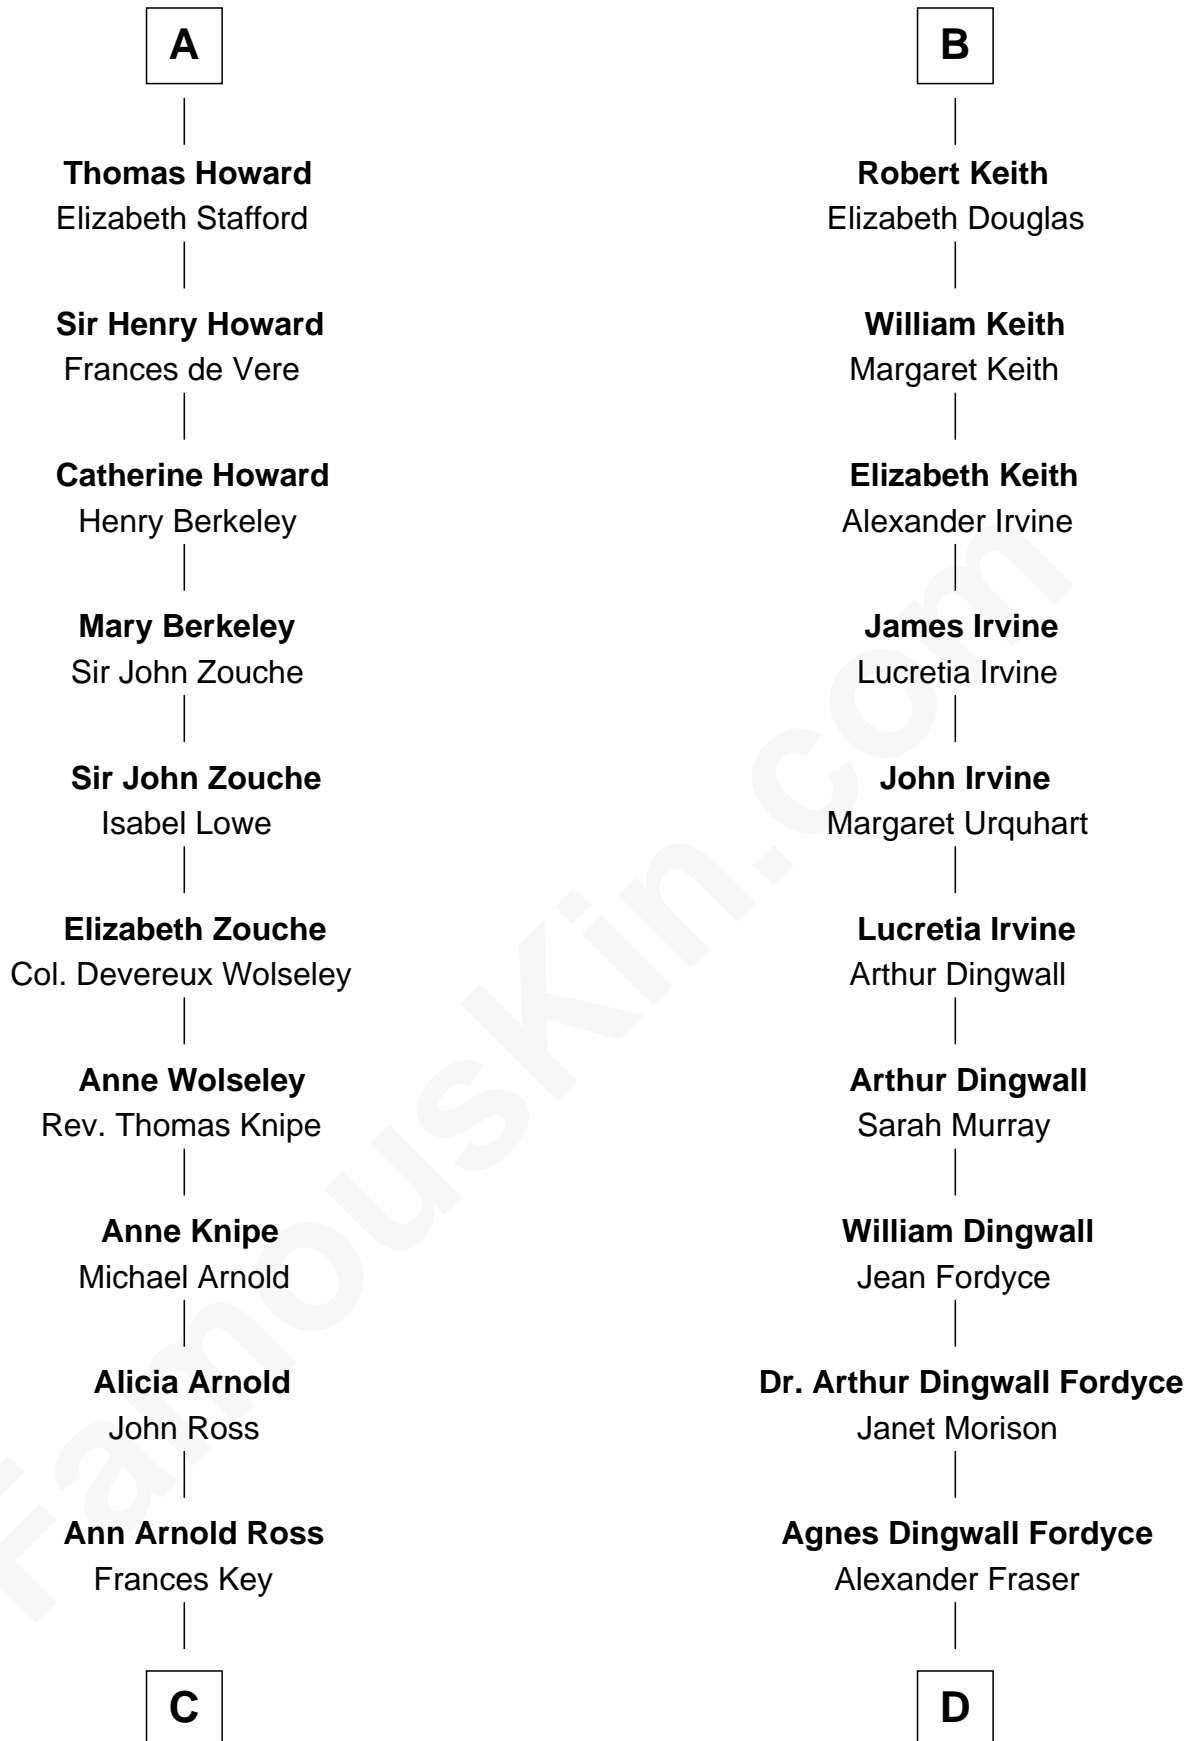 A
Thomas Howard
Elizabeth Stafford
Sir Henry Howard
Frances de Vere
Catherine Howard
Henry Berkeley
Mary Berkeley
Sir John Zouche
Sir John Zouche
Isabel Lowe
Elizabeth Zouche
Col. Devereux Wolseley
Anne Wolseley
Rev. Thomas Knipe
Anne Knipe
Michael Arnold
Alicia Arnold
John Ross
Ann Arnold Ross
Frances Key
C
B
Robert Keith
Elizabeth Douglas
William Keith
Margaret Keith
Elizabeth Keith
Alexander Irvine
James Irvine
Lucretia Irvine
John Irvine
Margaret Urquhart
Lucretia Irvine
Arthur Dingwall
Arthur Dingwall
Sarah Murray
William Dingwall
Jean Fordyce
Dr. Arthur Dingwall Fordyce
Janet Morison
Agnes Dingwall Fordyce
Alexander Fraser
D
FamousKin.com